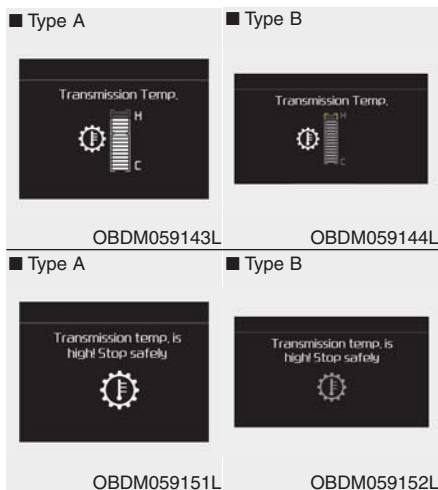 ■ Type A
■ Type B
Transmission Temp.
H
C
Transmission Temp.
H
C
OBDM059143L
OBDM059144L
■ Type A
■ Type B
Transmission temp. is
high! Stop safely
Transmission temp. is
high! Stop safely
OBDM059151L
OBDM059152L